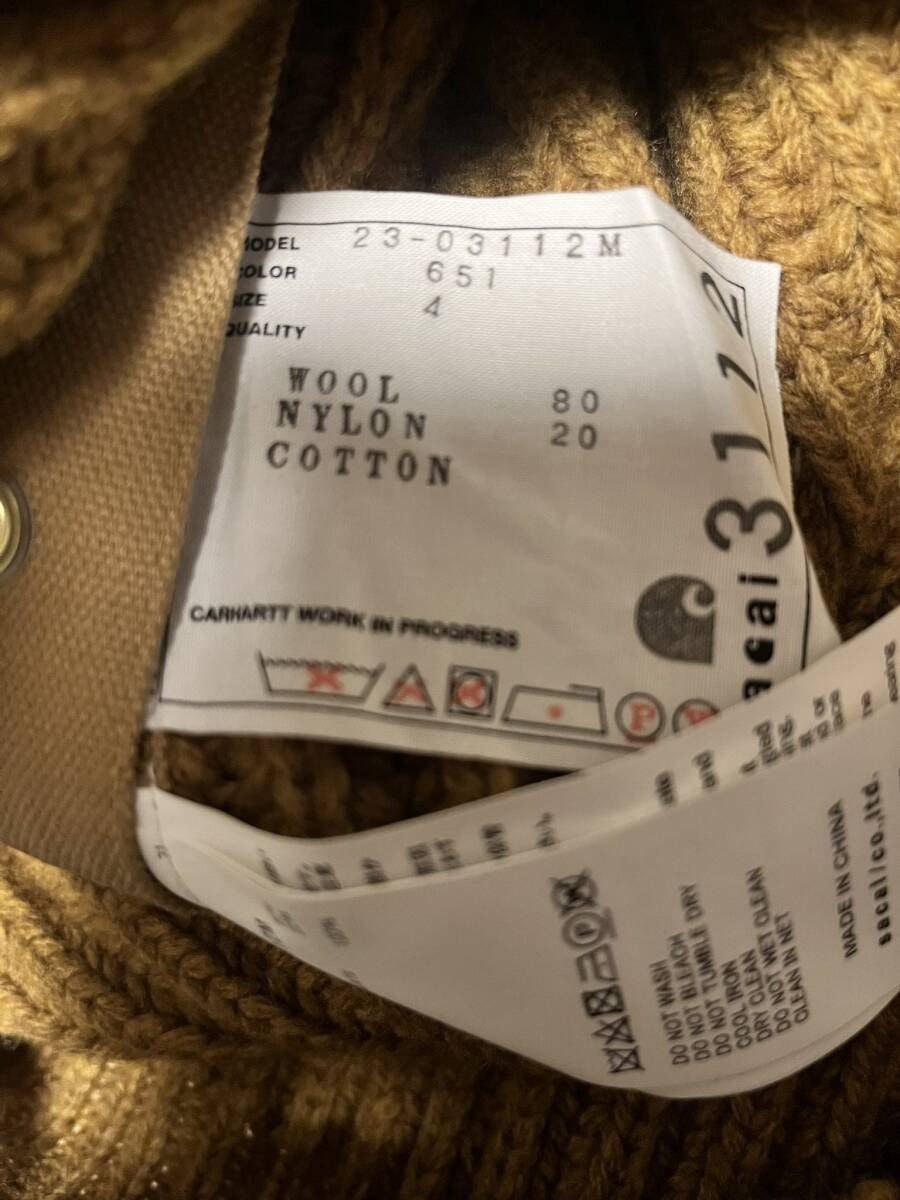 MODEL 23-03112M
COLOR 651
SIZE 4
QUALITY
WOOL 80
NYLON 20
COTTON
CARHARTT WORK IN PROGRESS
P
3112
sacai
and
or
DO NOT WASH
DO NOT BLEACH
DO NOT TUMBLE DRY
COOL IRON
DRY CLEAN
DO NOT WET CLEAN
CLEAN IN NET
P
MADE IN CHINA
sacai/co.,ltd.